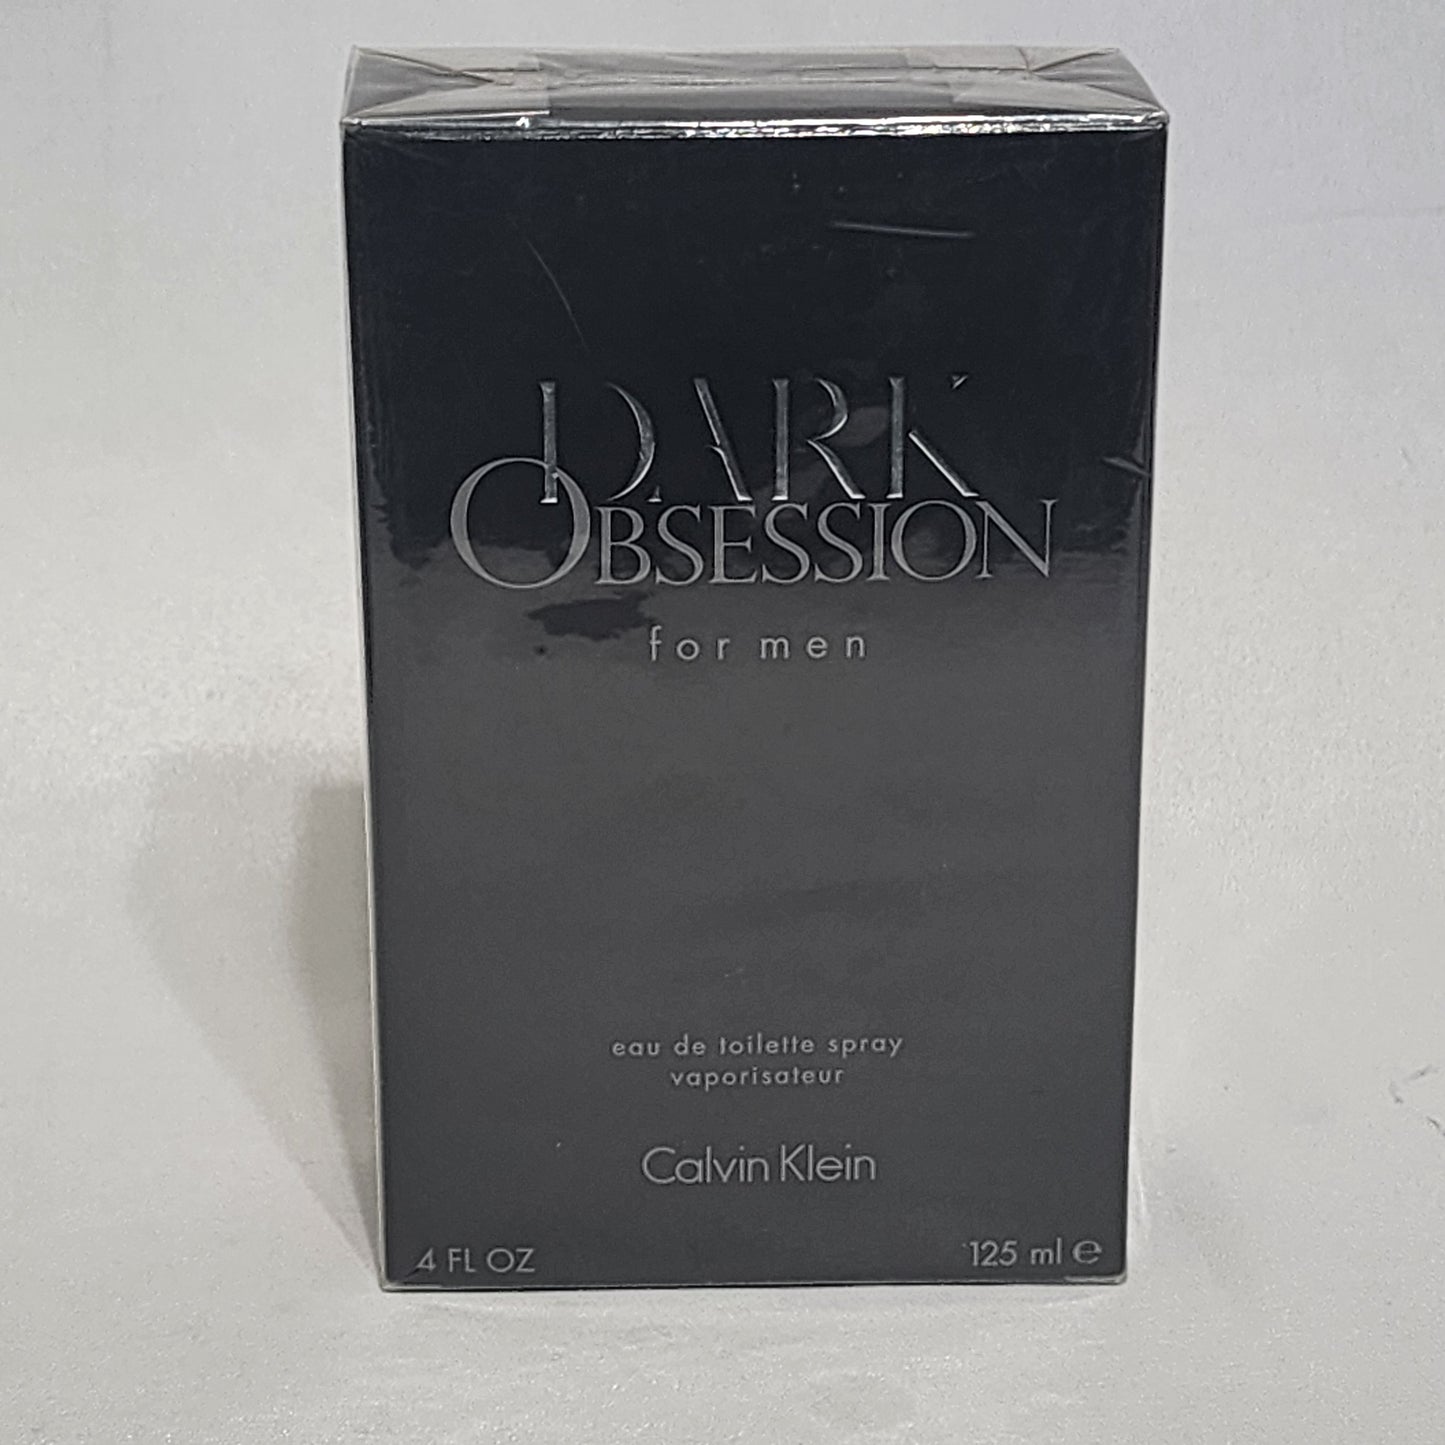 DARK
OBSESSION
for men
eau de toilette spray
vaporisateur
Calvin Klein
4 FL OZ
125 ml ℮